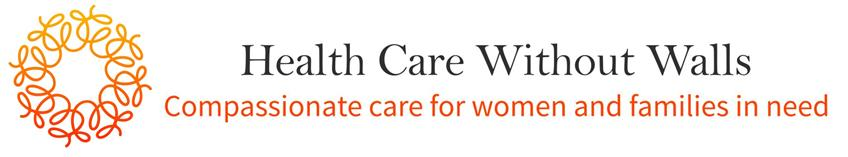 Health Care Without Walls
Compassionate care for women and families in need